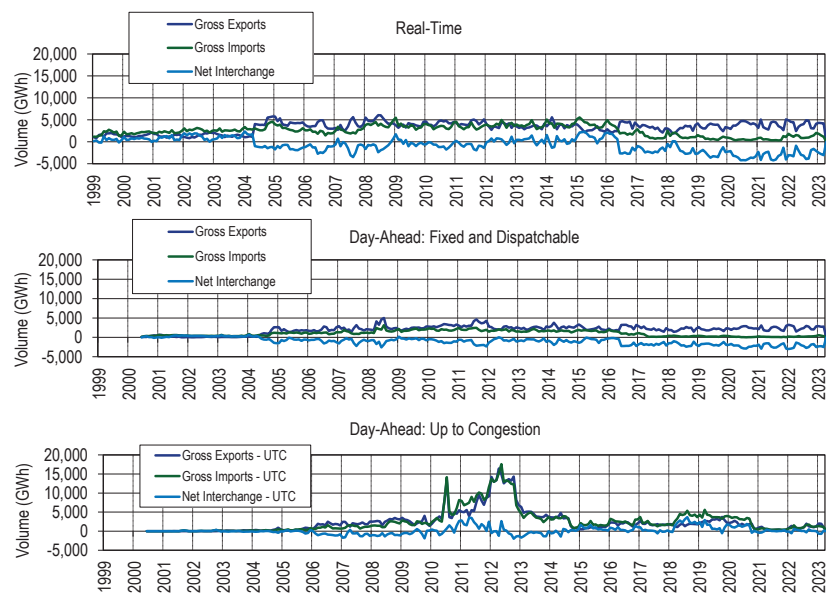 Real-Time
Gross Exports
Gross Imports
Net Interchange
Volume (GWh)
20,000
15,000
10,000
5,000
0
-5,000
1999 2000 2001 2002 2003 2004 2005 2006 2007 2008 2009 2010 2011 2012 2013 2014 2015 2016 2017 2018 2019 2020 2021 2022 2023
Day-Ahead: Fixed and Dispatchable
Gross Exports
Gross Imports
Net Interchange
Volume (GWh)
20,000
15,000
10,000
5,000
0
-5,000
1999 2000 2001 2002 2003 2004 2005 2006 2007 2008 2009 2010 2011 2012 2013 2014 2015 2016 2017 2018 2019 2020 2021 2022 2023
Day-Ahead: Up to Congestion
Gross Exports - UTC
Gross Imports - UTC
Net Interchange - UTC
Volume (GWh)
20,000
15,000
10,000
5,000
0
-5,000
1999 2000 2001 2002 2003 2004 2005 2006 2007 2008 2009 2010 2011 2012 2013 2014 2015 2016 2017 2018 2019 2020 2021 2022 2023